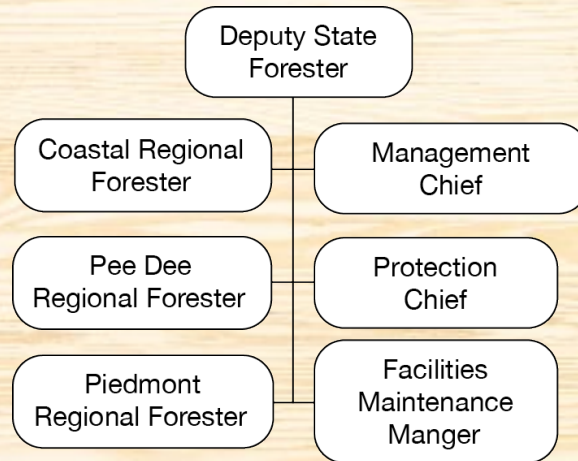 Deputy State
Forester
Coastal Regional
Forester
Management
Chief
Pee Dee
Regional Forester
Protection
Chief
Piedmont
Regional Forester
Facilities
Maintenance
Manger